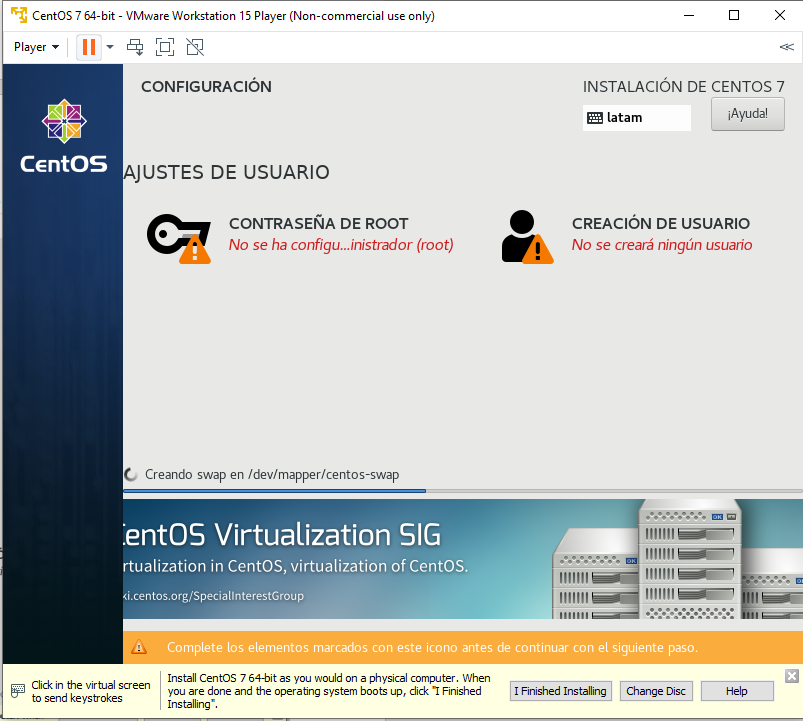 CentOS 7 64-bit - VMware Workstation 15 Player (Non-commercial use only)
Player
CentOS
CONFIGURACIÓN
INSTALACIÓN DE CENTOS 7
latam
¡Ayuda!
AJUSTES DE USUARIO
CONTRASEÑA DE ROOT
No se ha configu...inistrador (root)
CREACIÓN DE USUARIO
No se creará ningún usuario
Creando swap en /dev/mapper/centos-swap
CentOS Virtualization SIG
rtualization in CentOS, virtualization of CentOS.
ki.centos.org/SpecialInterestGroup
Complete los elementos marcados con este icono antes de continuar con el siguiente paso.
Click in the virtual screen
to send keystrokes
Install CentOS 7 64-bit as you would on a physical computer. When
you are done and the operating system boots up, click "I Finished
Installing".
I Finished Installing
Change Disc
Help